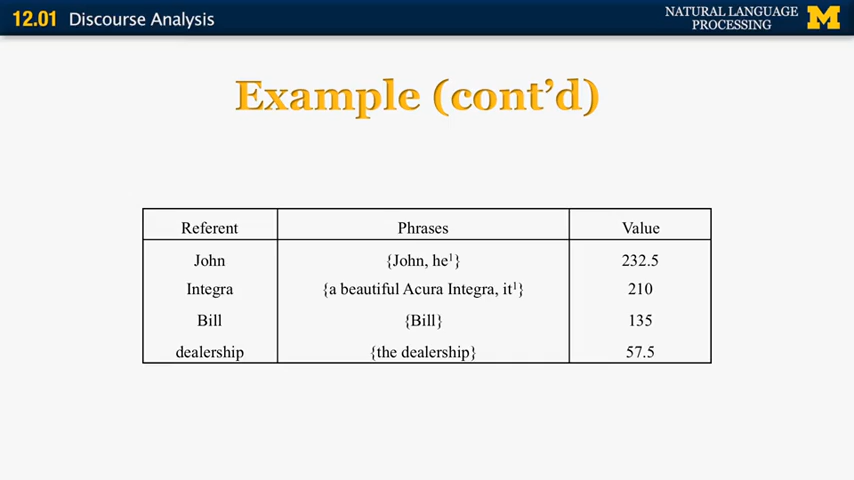 12.01 Discourse Analysis
NATURAL LANGUAGE
PROCESSING
M
Example (cont’d)
Referent Phrases Value
John {John, he¹} 232.5
Integra {a beautiful Acura Integra, it¹} 210
Bill {Bill} 135
dealership {the dealership} 57.5